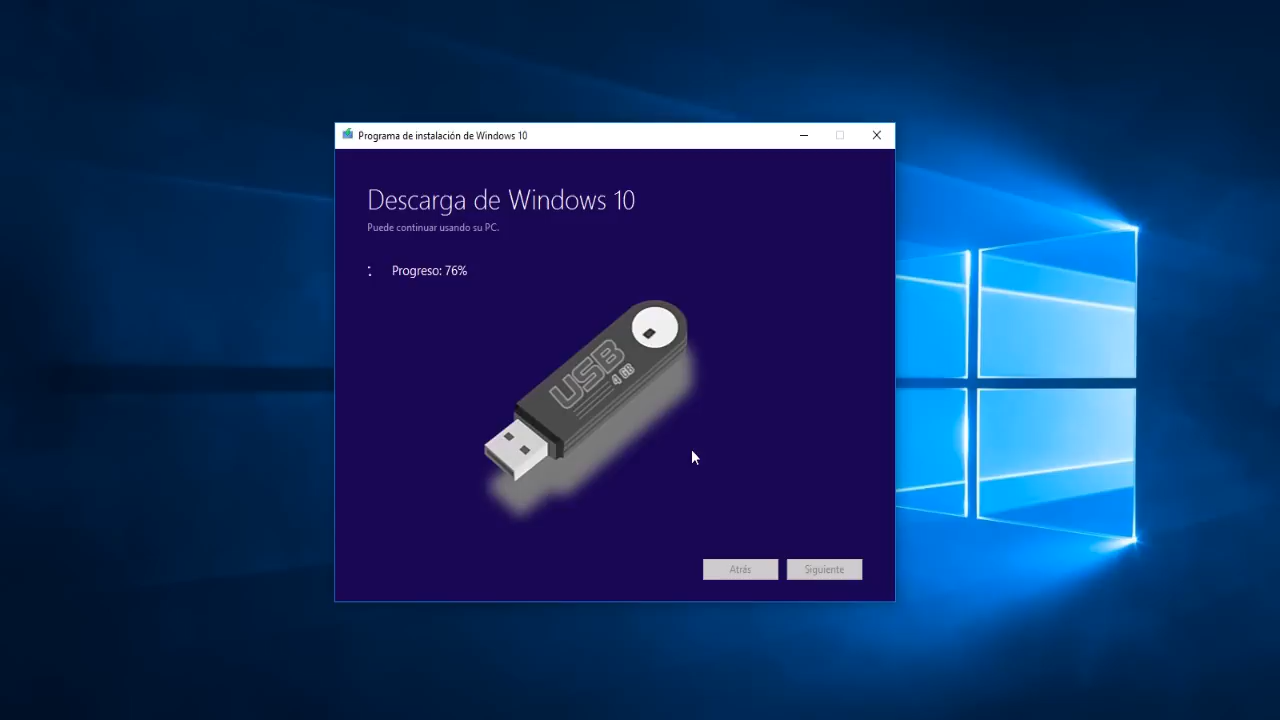 Programa de instalación de Windows 10
Descarga de Windows 10
Puede continuar usando su PC.
Progreso: 76%
USB
4 GB
Atrás
Siguiente